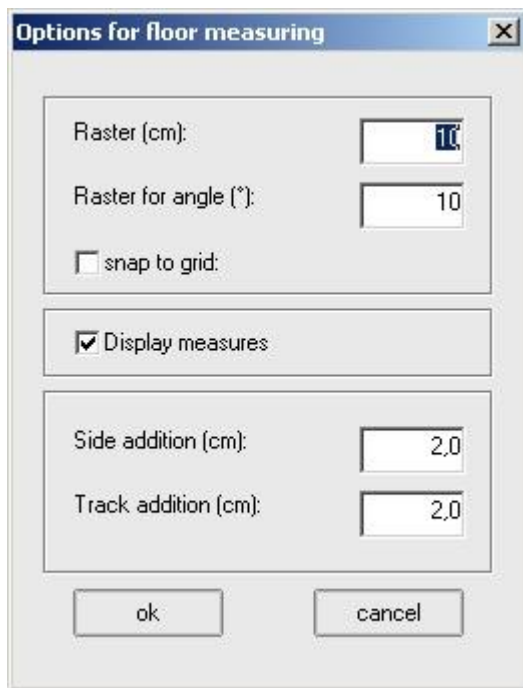 Options for floor measuring
Raster (cm): 10
Raster for angle (°): 10
snap to grid:
Display measures
Side addition (cm): 2,0
Track addition (cm): 2,0
ok cancel